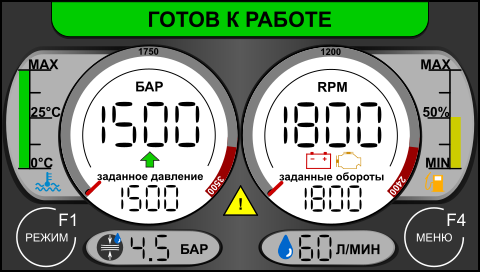 ГОТОВ К РАБОТЕ
1750
1200
MAX
25°C
0°C
БАР
1500
заданное давление
1500
3500
RPM
1800
заданные обороты
1800
2400
MAX
50%
MIN
F1
РЕЖИМ
4.5 БАР
60 Л/МИН
F4
МЕНЮ